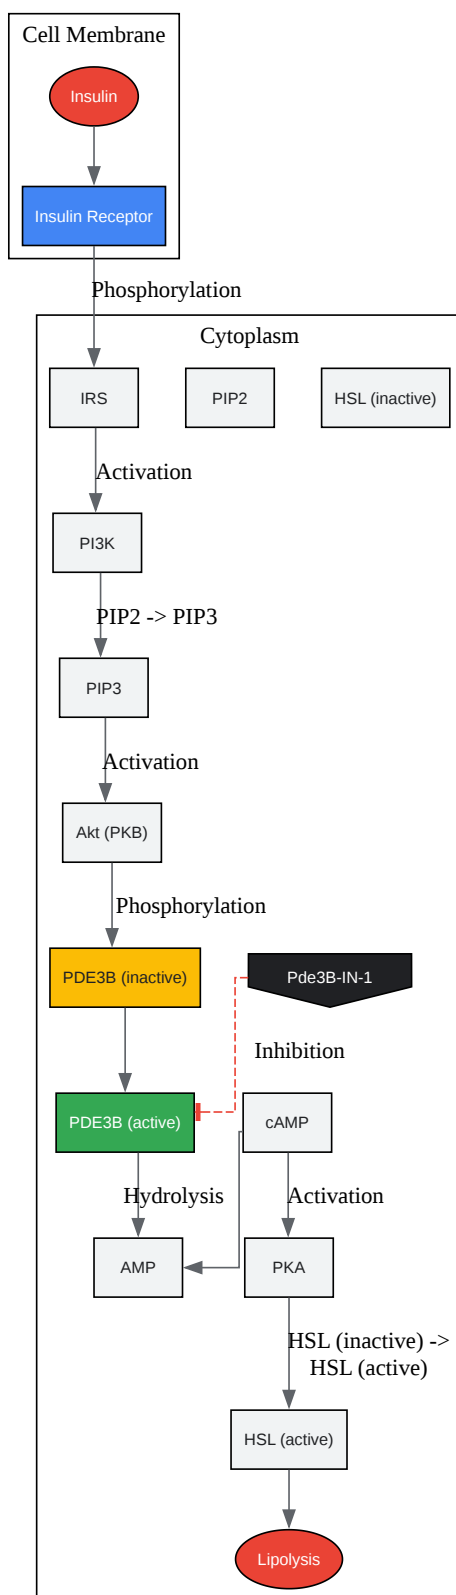 Cell Membrane
Insulin
Insulin Receptor
Phosphorylation
Cytoplasm
IRS
PIP2
HSL (inactive)
Activation
PI3K
PIP2 -> PIP3
PIP3
Activation
Akt (PKB)
Phosphorylation
PDE3B (inactive)
Pde3B-IN-1
Inhibition
PDE3B (active)
cAMP
Hydrolysis
Activation
AMP
PKA
HSL (inactive) ->
HSL (active)
HSL (active)
Lipolysis